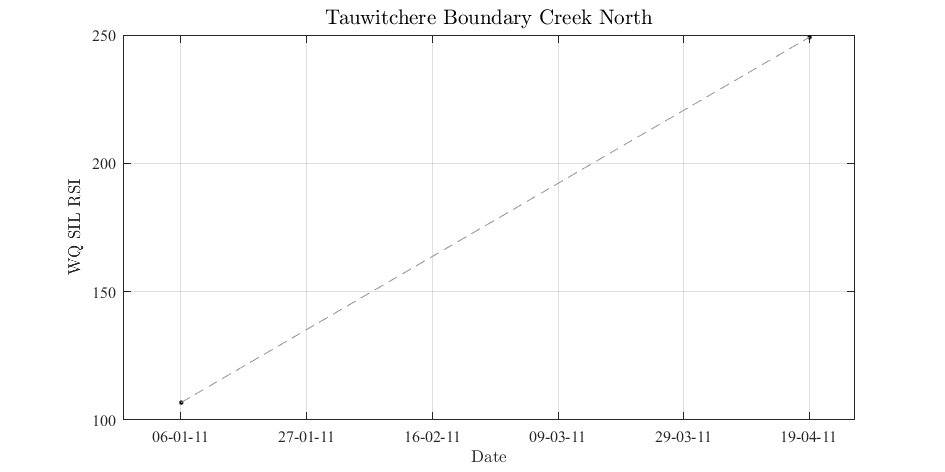 Tauwitchere Boundary Creek North
250
200
150
100
WQ SIL RSI
06-01-11 27-01-11 16-02-11 09-03-11 29-03-11 19-04-11
Date